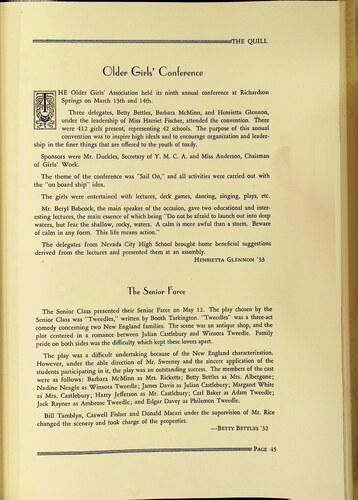 THE QUILL
Older Girls' Conference
THE Older Girls' Association held its ninth annual conference at Richardson
Springs on March 13th and 14th.
Three delegates, Betty Bettles, Barbara McMinn, and Henrietta Glennon,
under the leadership of Miss Harriet Fischer, attended the convention. There
were 412 girls present, representing 42 schools. The purpose of this annual
convention was to inspire high ideals and to encourage organization and leader-
ship in the finer things that are offered to the youth of today.
Sponsors were Mr. Duckles, Secretary of Y. M. C. A. and Miss Anderson, Chairman
of Girls' Work.
The theme of the conference was "Sail On," and all activities were carried out with
the "on board ship" idea.
The girls were entertained with lectures, deck games, dancing, singing, plays, etc.
Mr. Beryl Babcock, the main speaker of the occasion, gave two educational and inter-
esting lectures, the main essence of which being "Do not be afraid to launch out into deep
waters, but fear the shallow, rocky, waters. A calm is more awful than a storm. Beware
of calm in any form. This life means action."
The delegates from Nevada City High School brought home beneficial suggestions
derived from the lectures and presented them at an assembly.
HENRIETTA GLENNON '33
The Senior Farce
The Senior Class presented their Senior Farce on May 12. The play chosen by the
Senior Class was "Tweedles," written by Booth Tarkington. "Tweedles" was a three-act
comedy concerning two New England families. The scene was an antique shop, and the
plot centered in a romance between Julian Castlebury and Winsora Tweedle. Family
pride on both sides was the difficulty which kept these lovers apart.
The play was a difficult undertaking because of the New England characterization.
However, under the able direction of Mr. Sweeney and the sincere application of the
students participating in it, the play was an outstanding success. The members of the
cast were as follows: Barbara McMinn as Mrs. Ricketts; Betty Bettles as Mrs. Albergone;
Nadine Neagle as Winsora Tweedle; James Davis as Julian Castlebury; Margaret White
as Mrs. Castlebury; Harry Jefferson as Mr. Castlebury; Carl Baker as Adam Tweedle;
Jack Rayner as Ambrose Tweedle; and Edgar Davey as Philemon Tweedle.
Bill Tamblyn, Caswell Fisher and Donald Macari under the supervision of Mr. Rice
changed the scenery and took charge of the properties.
—BETTY BETTLES '32
PAGE 45